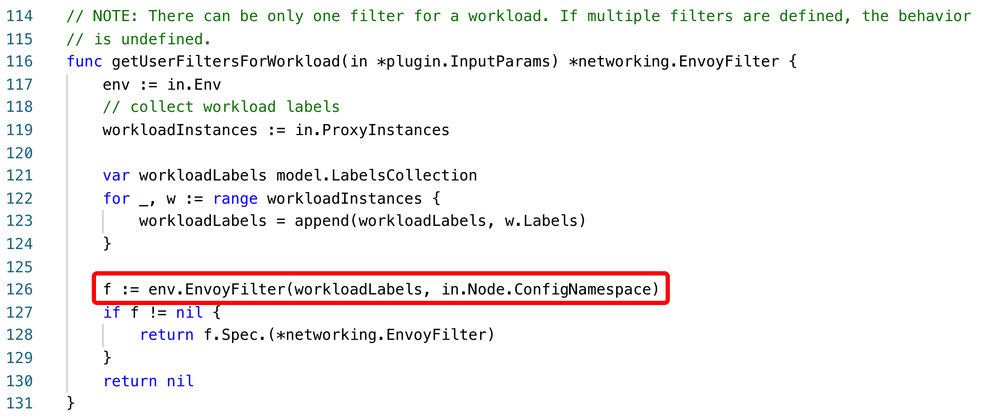 114 // NOTE: There can be only one filter for a workload. If multiple filters are defined, the behavior
115 // is undefined.
116 func getUserFiltersForWorkload(in *plugin.InputParams) *networking.EnvoyFilter {
117 env := in.Env
118 // collect workload labels
119 workloadInstances := in.ProxyInstances
120
121 var workloadLabels model.LabelsCollection
122 for _, w := range workloadInstances {
123 workloadLabels = append(workloadLabels, w.Labels)
124 }
125
126 f := env.EnvoyFilter(workloadLabels, in.Node.ConfigNamespace)
127 if f != nil {
128 return f.Spec.(*networking.EnvoyFilter)
129 }
130 return nil
131 }